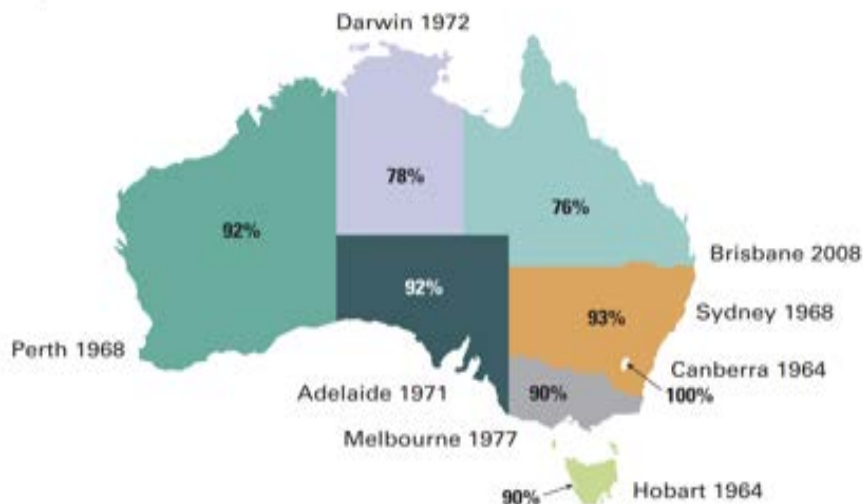 Darwin 1972
78%
76%
92%
Brisbane 2008
92%
93%
Sydney 1968
Perth 1968
Canberra 1964
100%
Adelaide 1971
90%
Melbourne 1977
90%
Hobart 1964